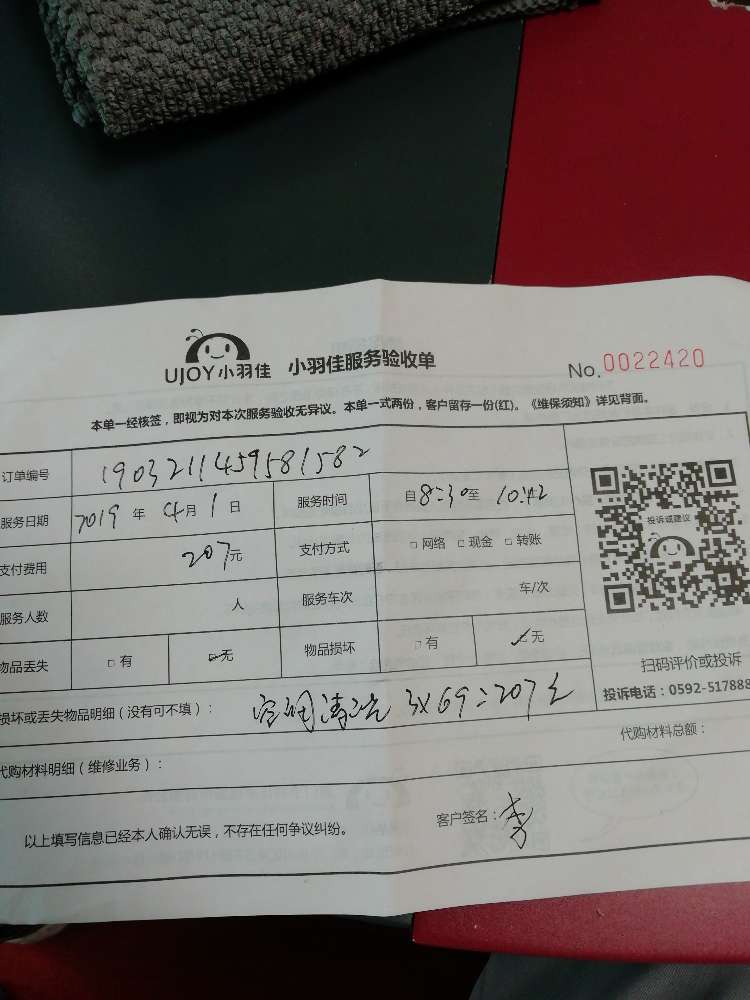 UJOY小羽佳 小羽佳服务验收单 No.0022420
本单一经核签，即视为对本次服务验收无异议。本单一式两份，客户留存一份(红)。《维保须知》详见背面。
订单编号 190321145958158２
服务日期 2019 年 4月 1 日 服务时间 自8:30至 10:42
支付费用 207元 支付方式 □ 网络 □ 现金 □ 转账
服务人数 人 服务车次 车/次
物品丢失 □ 有 ☑无 物品损坏 □ 有 ☑无
投诉或建议
扫码评价或投诉
投诉电话：0592-517888
损坏或丢失物品明细（没有可不填）： 空调清洗 3X69=207元
代购材料明细（维修业务）： 代购材料总额：
以上填写信息已经本人确认无误，不存在任何争议纠纷。 客户签名：